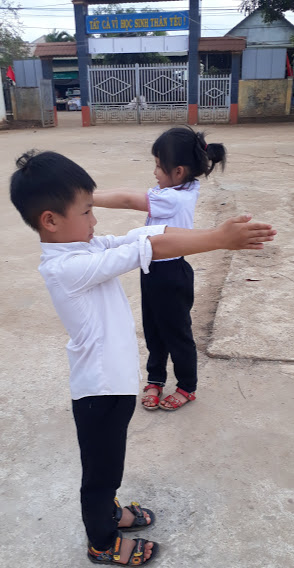 TẤT CẢ VÌ HỌC SINH THÂN YÊU